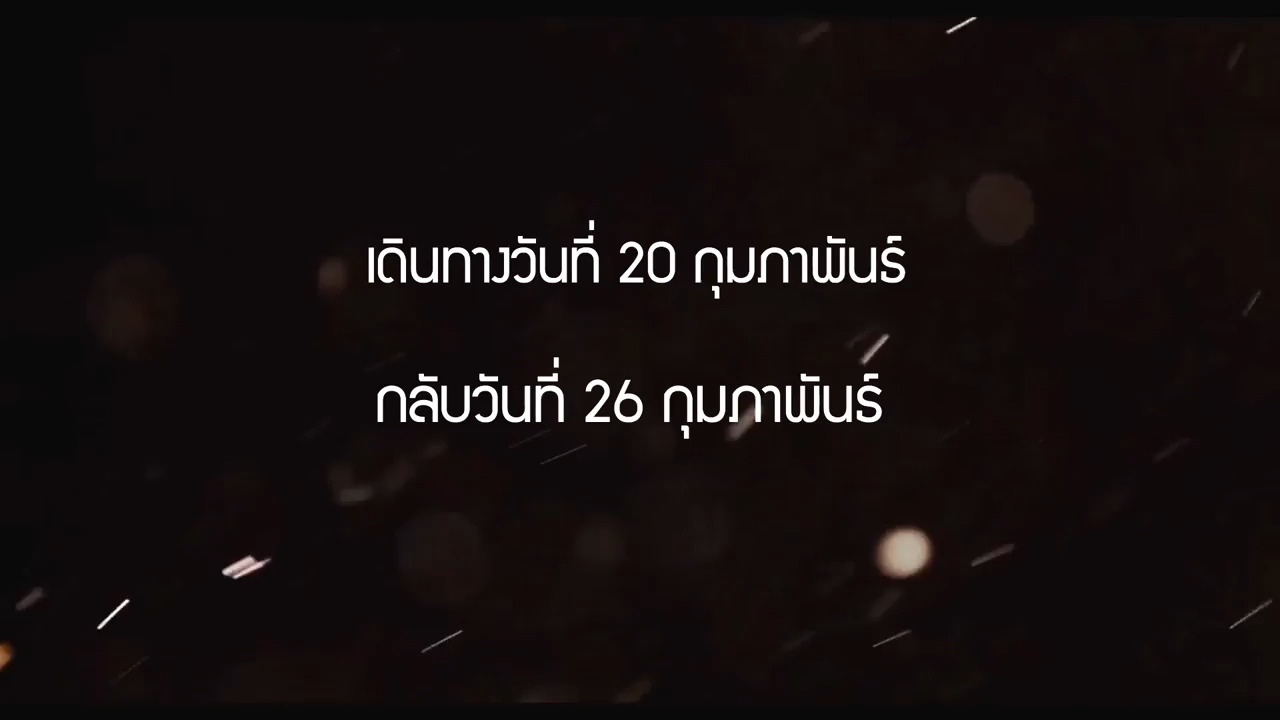 เดินทางวันที่ 20 กุมภาพันธ์
กลับวันที่ 26 กุมภาพันธ์